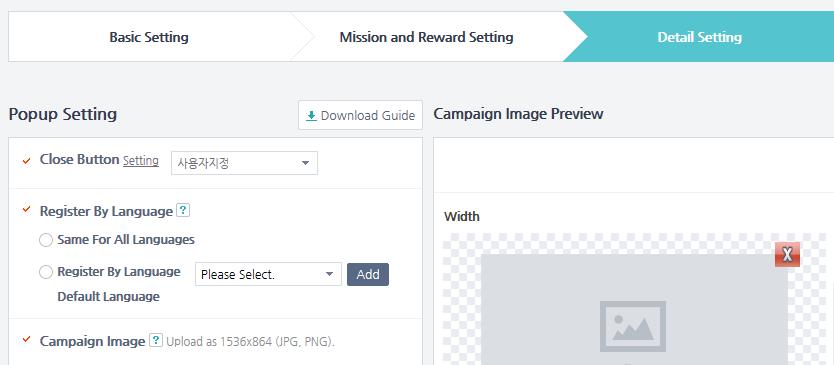 Basic Setting
Mission and Reward Setting
Detail Setting
Popup Setting
Download Guide
Close Button Setting
사용자지정
Register By Language ?
Same For All Languages
Register By Language
Please Select.
Add
Default Language
Campaign Image ? Upload as 1536x864 (JPG, PNG).
Campaign Image Preview
Width
X